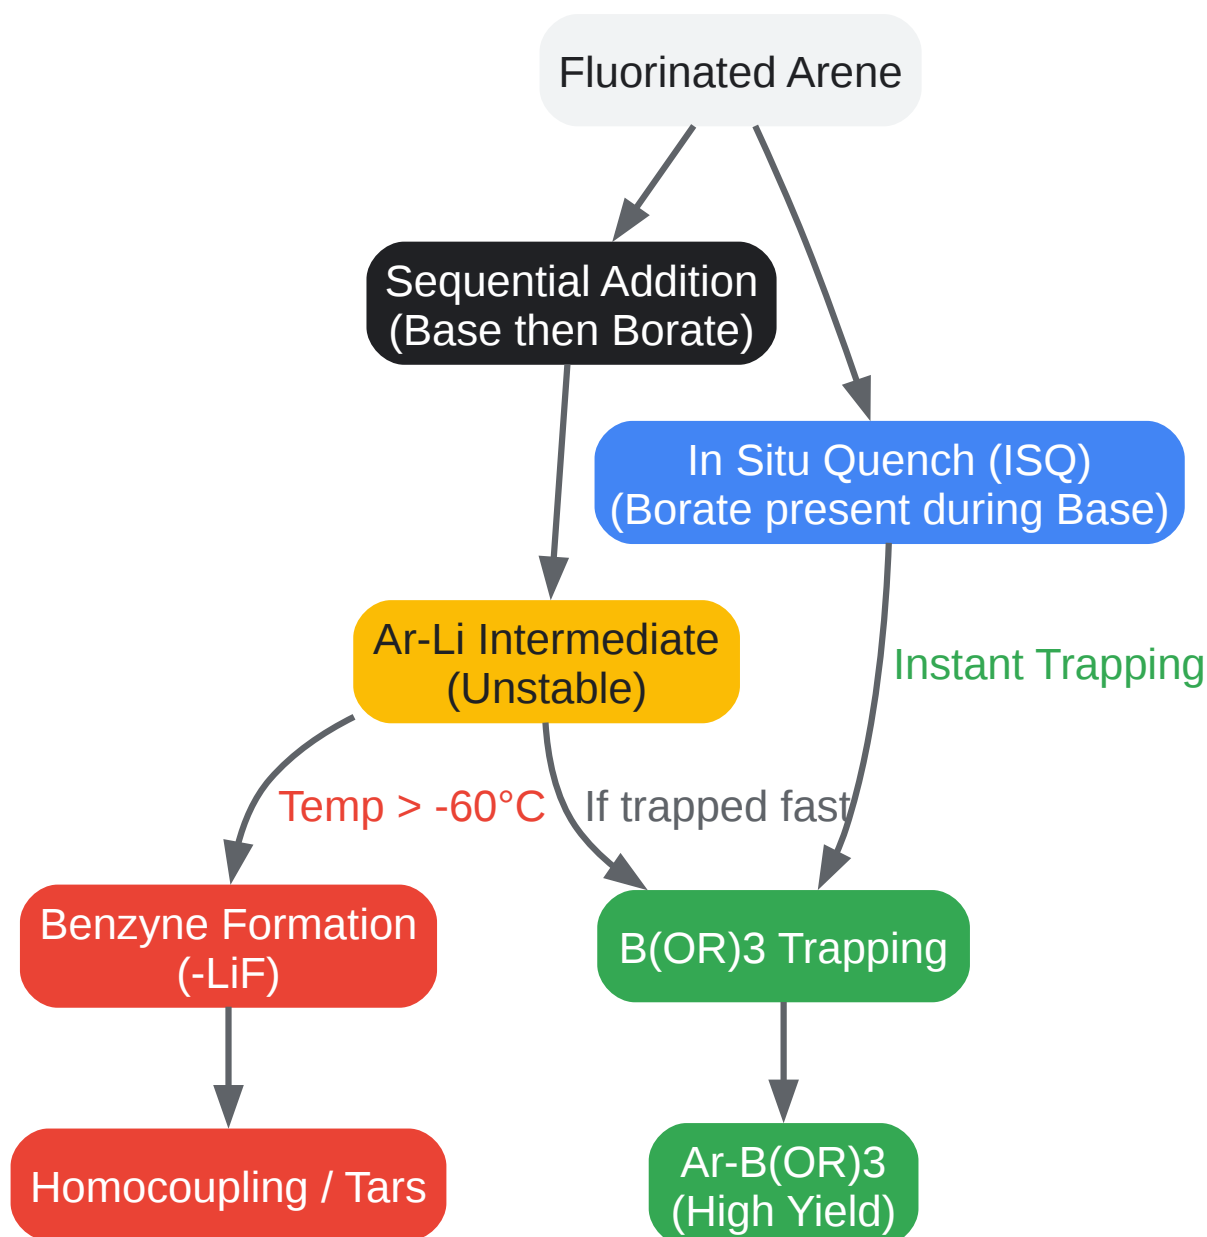 Fluorinated Arene
Sequential Addition
(Base then Borate)
In Situ Quench (ISQ)
(Borate present during Base)
Ar-Li Intermediate
(Unstable)
Instant Trapping
Temp > -60°C
If trapped fast
Benzyne Formation
(-LiF)
B(OR)3 Trapping
Homocoupling / Tars
Ar-B(OR)3
(High Yield)